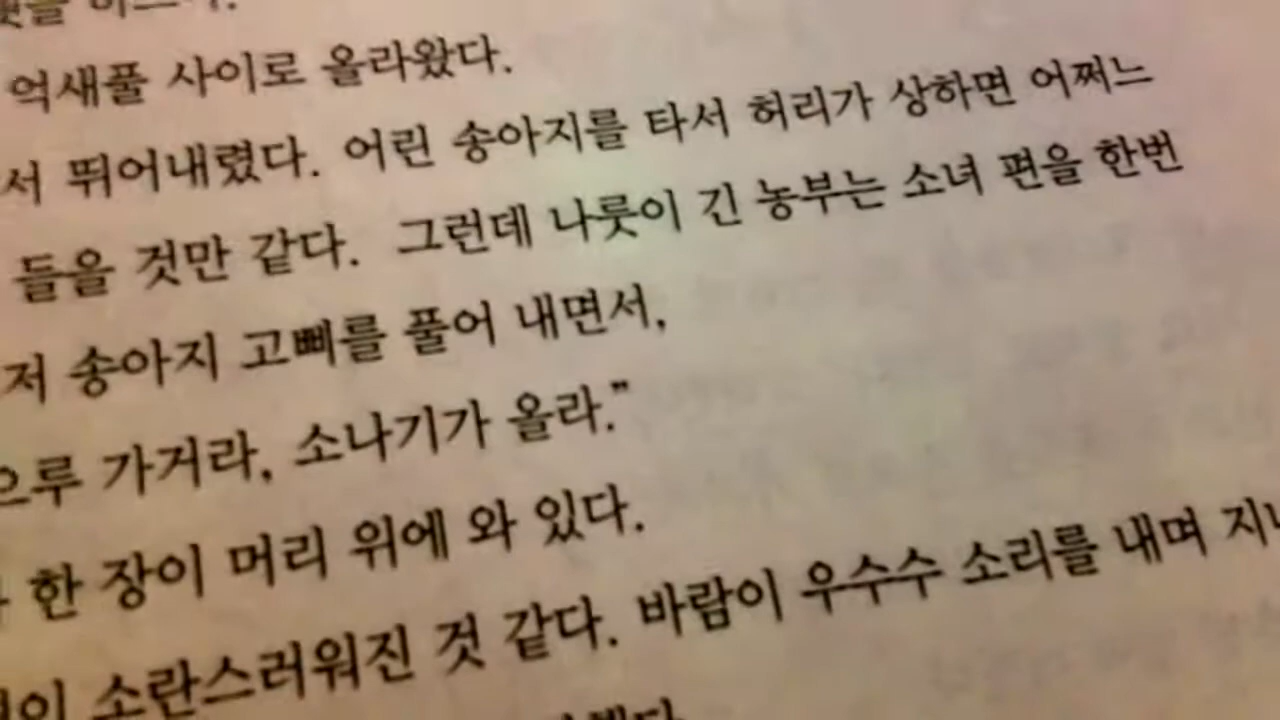 억새풀 사이로 올라왔다.
서 뛰어내렸다. 어린 송아지를 타서 허리가 상하면 어쩌느
들을 것만 같다. 그런데 나룻이 긴 농부는 소녀 편을 한번
저 송아지 고삐를 풀어 내면서,
으루 가거라, 소나기가 올라.”
한 장이 머리 위에 와 있다.
소란스러워진 것 같다. 바람이 우수수 소리를 내며